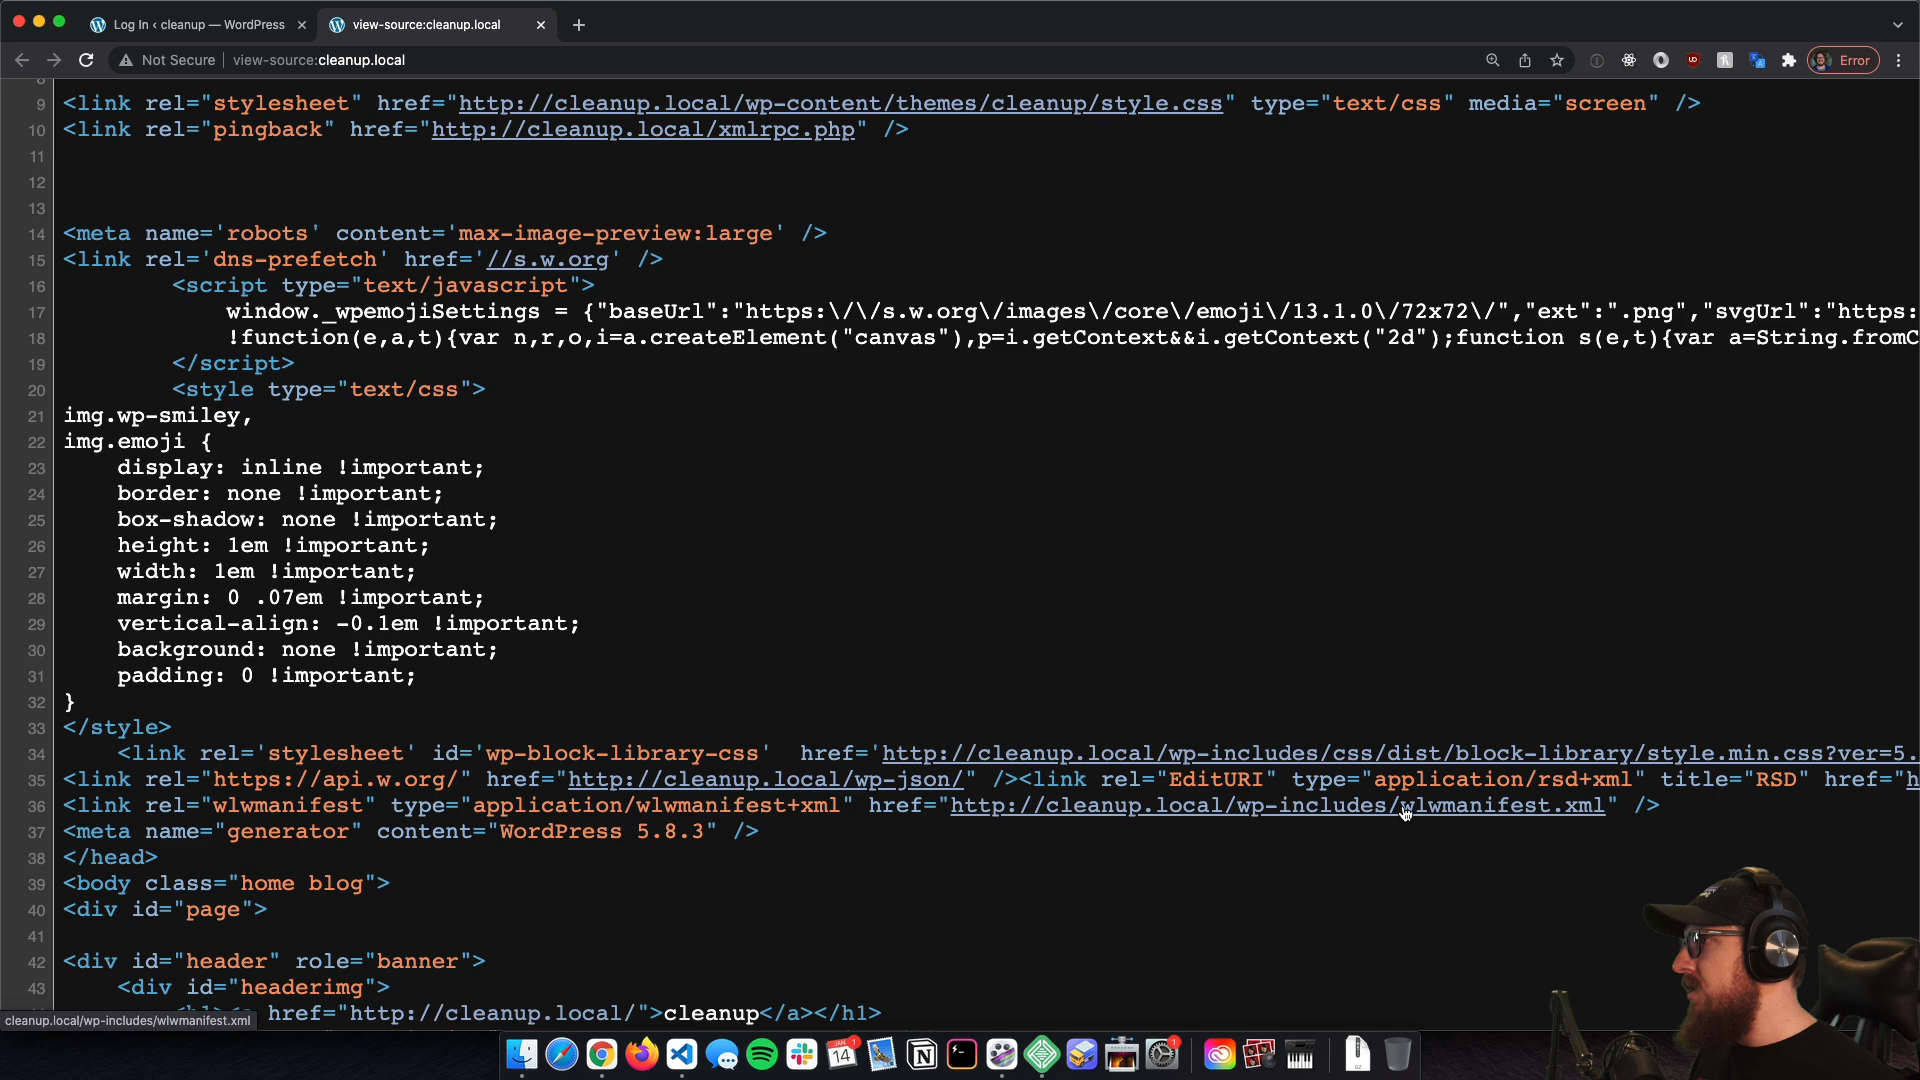 Log In ‹ cleanup — WordPress
view-source:cleanup.local
Not Secure
view-source:cleanup.local
Error
9 <link rel="stylesheet" href="http://cleanup.local/wp-content/themes/cleanup/style.css" type="text/css" media="screen" />
10 <link rel="pingback" href="http://cleanup.local/xmlrpc.php" />
11
12
13
14 <meta name='robots' content='max-image-preview:large' />
15 <link rel='dns-prefetch' href='//s.w.org' />
16 <script type="text/javascript">
17 window._wpemojiSettings = {"baseUrl":"https:\/\/s.w.org\/images\/core\/emoji\/13.1.0\/72x72\/","ext":".png","svgUrl":"https:
18 !function(e,a,t){var n,r,o,i=a.createElement("canvas"),p=i.getContext&&i.getContext("2d");function s(e,t){var a=String.fromC
19 </script>
20 <style type="text/css">
21 img.wp-smiley,
22 img.emoji {
23 display: inline !important;
24 border: none !important;
25 box-shadow: none !important;
26 height: 1em !important;
27 width: 1em !important;
28 margin: 0 .07em !important;
29 vertical-align: -0.1em !important;
30 background: none !important;
31 padding: 0 !important;
32 }
33 </style>
34 <link rel='stylesheet' id='wp-block-library-css' href='http://cleanup.local/wp-includes/css/dist/block-library/style.min.css?ver=5.
35 <link rel="https://api.w.org/" href="http://cleanup.local/wp-json/" /><link rel="EditURI" type="application/rsd+xml" title="RSD" href="h
36 <link rel="wlwmanifest" type="application/wlwmanifest+xml" href="http://cleanup.local/wp-includes/wlwmanifest.xml" />
37 <meta name="generator" content="WordPress 5.8.3" />
38 </head>
39 <body class="home blog">
40 <div id="page">
41
42 <div id="header" role="banner">
43 <div id="headerimg">
href="http://cleanup.local/">cleanup</a></h1>
cleanup.local/wp-includes/wlwmanifest.xml
JAN
14
1
1